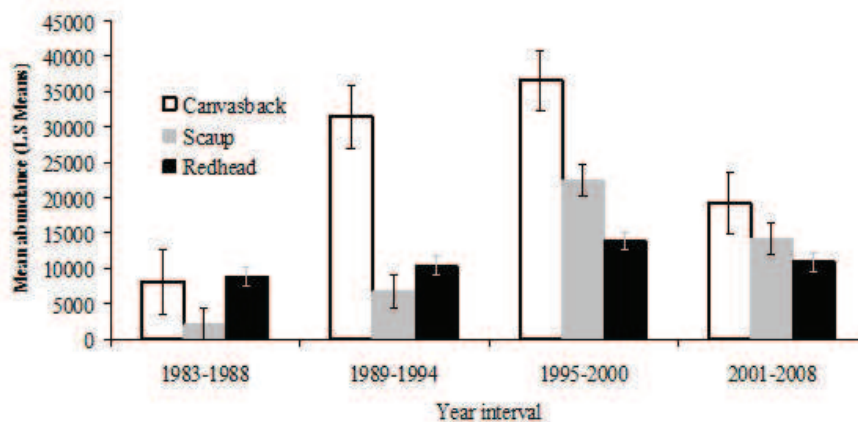 45000
40000
35000
30000
25000
20000
15000
10000
5000
0
Mean abundance (LS Means)
Canvasback
Scaup
Redhead
1983-1988 1989-1994 1995-2000 2001-2008
Year interval